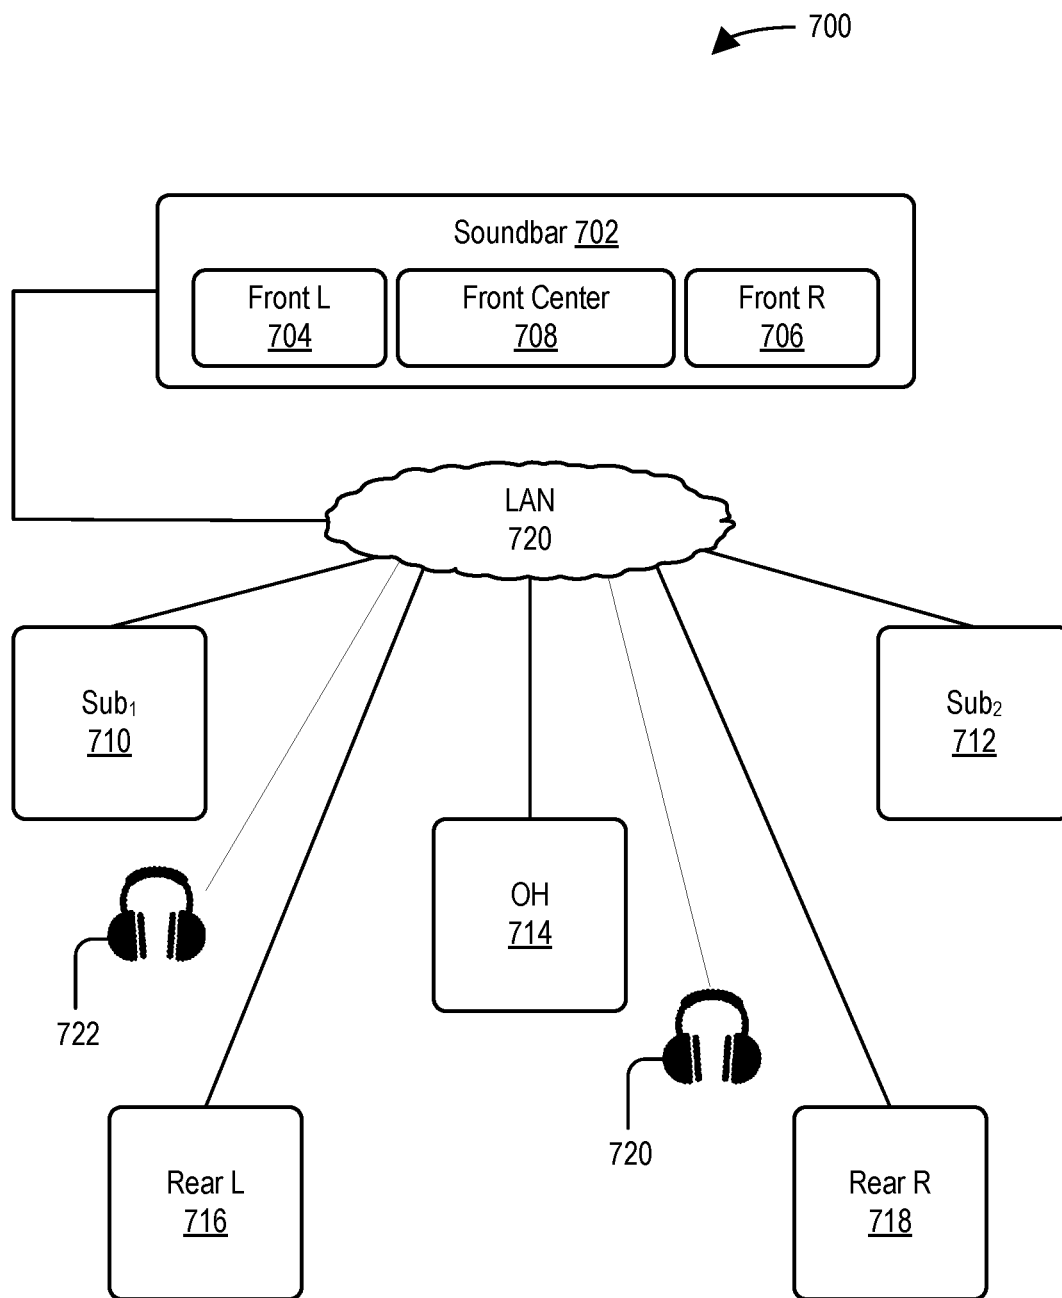 700
Soundbar 702
Front L
704
Front Center
708
Front R
706
LAN
720
Sub₁
710
Sub₂
712
OH
714
722
720
Rear L
716
Rear R
718